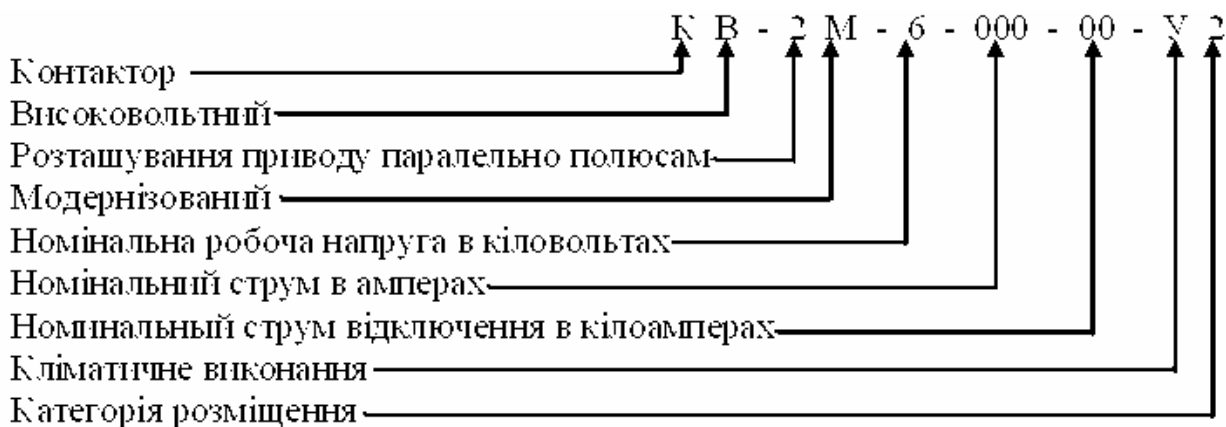 К В - 2 М - 6 - 000 - 00 - У 2
Контактор
Високовольтний
Розташування приводу паралельно полюсам
Модернізований
Номінальна робоча напруга в кіловольтах
Номінальний струм в амперах
Номинальный струм відключення в кілоамперах
Кліматичне виконання
Категорія розміщення